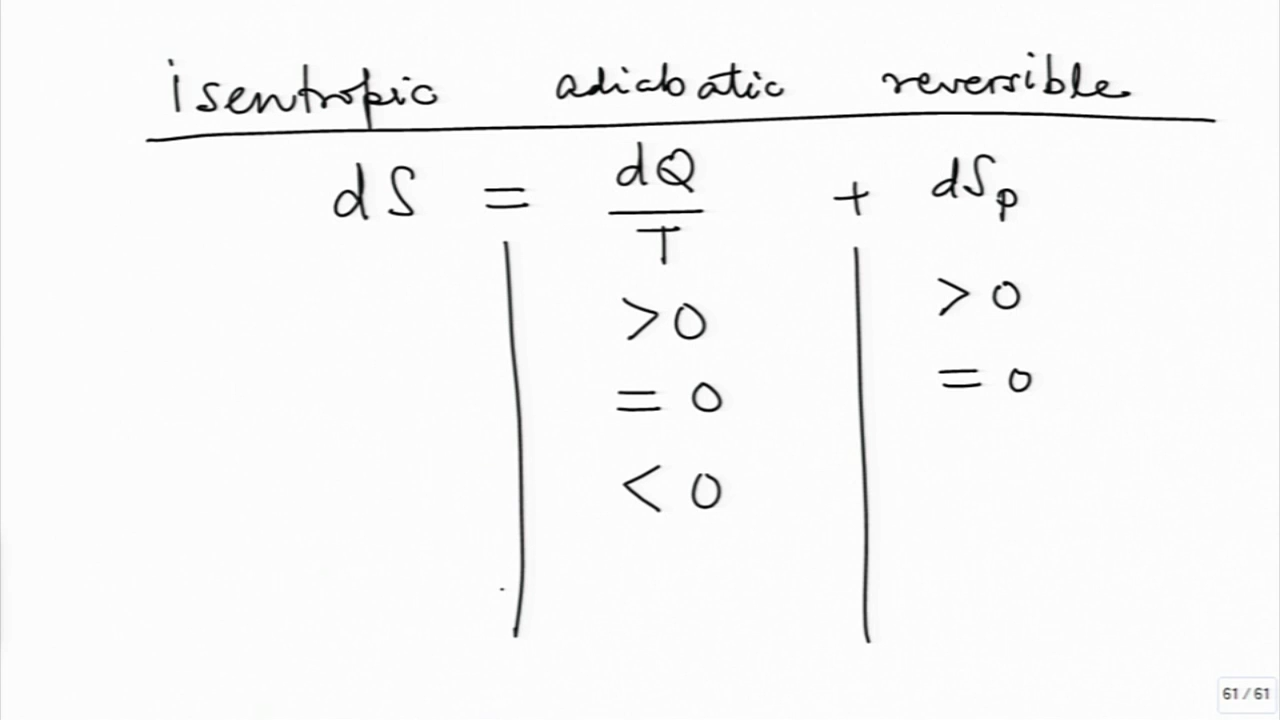 isentropic adiabatic reversible
dS = dQ/T + dSp
>0 >0
= 0 = 0
< 0
61 / 61